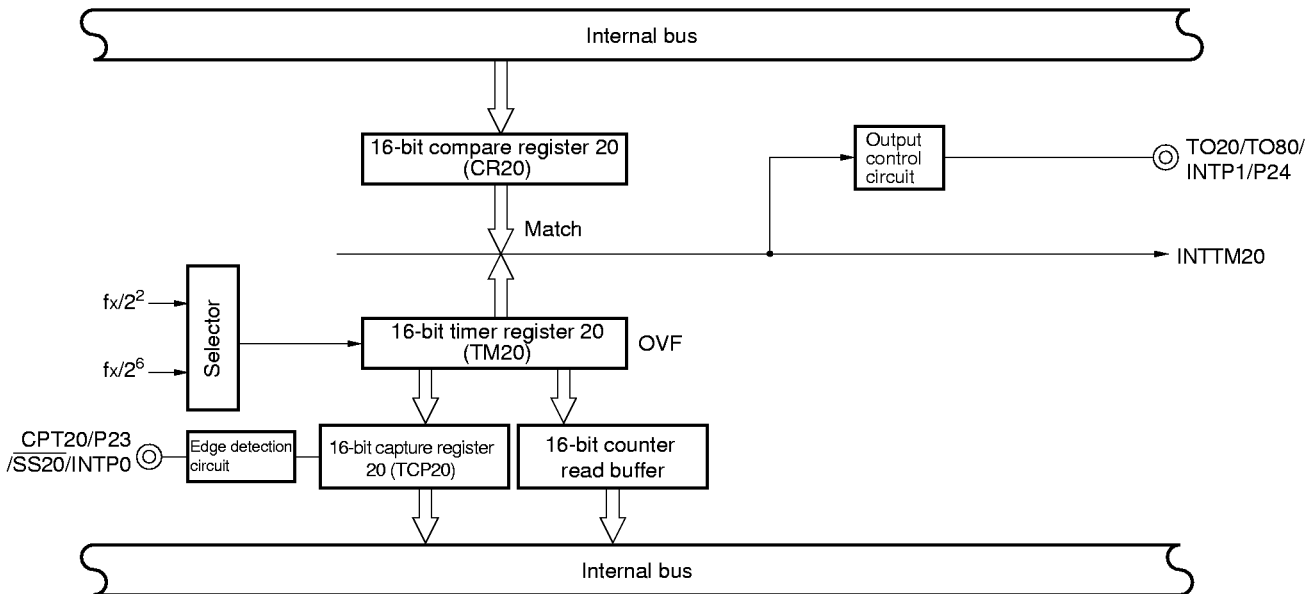 Internal bus
16-bit compare register 20
(CR20)
Output
control
circuit
TO20/TO80/
INTP1/P24
Match
INTTM20
fx/2²
Selector
fx/2⁶
16-bit timer register 20
(TM20)
OVF
CPT20/P23
/S̅S̅2̅0̅/INTP0
Edge detection
circuit
16-bit capture register
20 (TCP20)
16-bit counter
read buffer
Internal bus